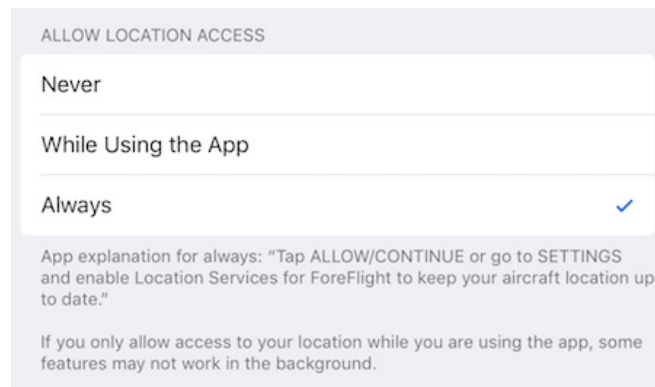 ALLOW LOCATION ACCESS
Never
While Using the App
Always
App explanation for always: “Tap ALLOW/CONTINUE or go to SETTINGS
and enable Location Services for ForeFlight to keep your aircraft location up
to date.”
If you only allow access to your location while you are using the app, some
features may not work in the background.